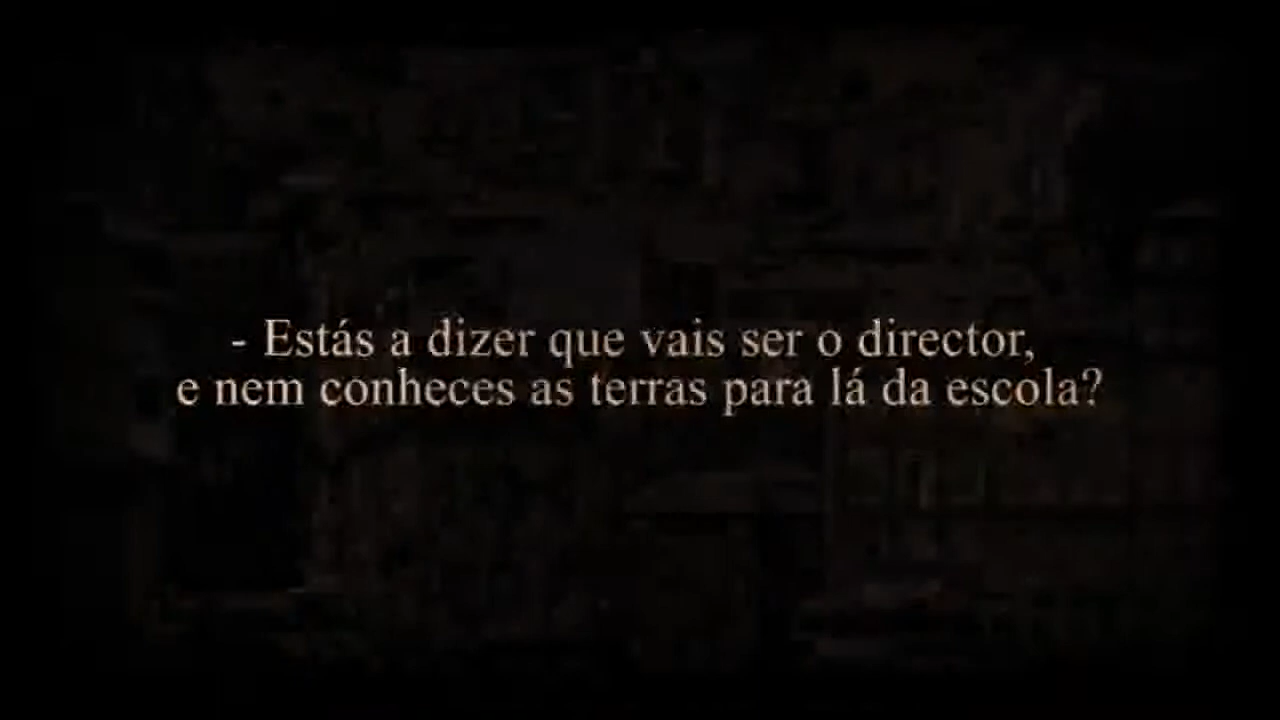 - Estás a dizer que vais ser o director,
e nem conheces as terras para lá da escola?